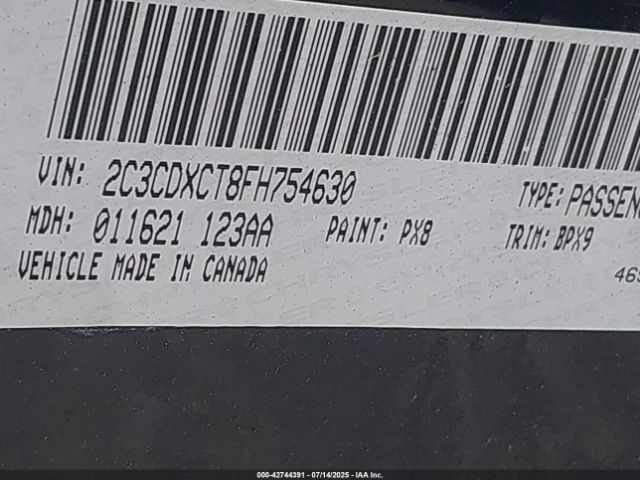 VIN: 2C3CDXCT8FH754630 TYPE: PASSEN
MDH: 011621 123AA PAINT: PX8 TRIM: BPX9
VEHICLE MADE IN CANADA 469
000-42744391 - 07/14/2025 - IAA Inc.